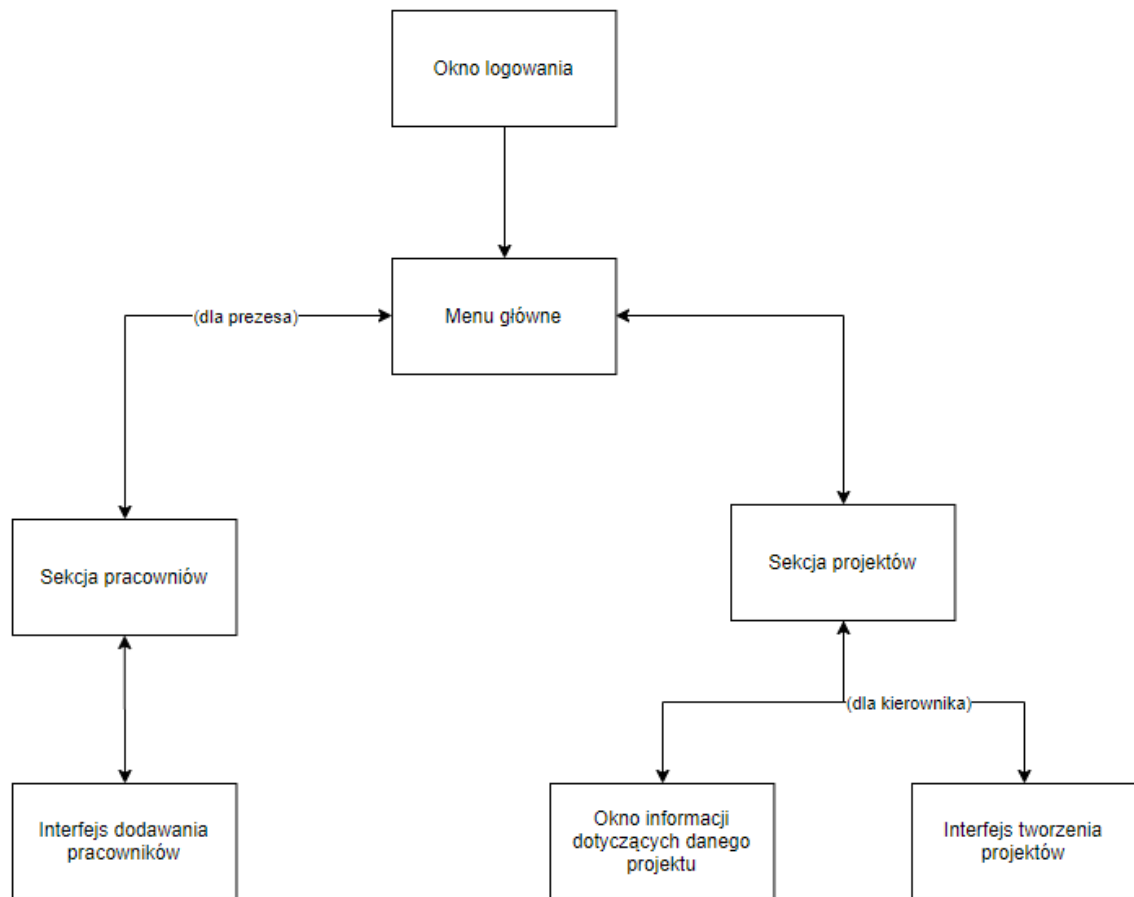 Okno logowania
(dla prezesa)
Menu główne
Sekcja pracowniów
Sekcja projektów
(dla kierownika)
Interfejs dodawania
pracowników
Okno informacji
dotyczących danego
projektu
Interfejs tworzenia
projektów